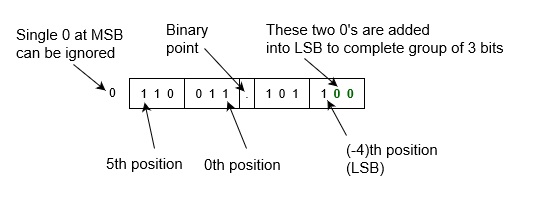 Single 0 at MSB
can be ignored
Binary
point
These two 0's are added
into LSB to complete group of 3 bits
0 1 1 0 0 1 1 . 1 0 1 1 0 0
5th position
0th position
(-4)th position
(LSB)